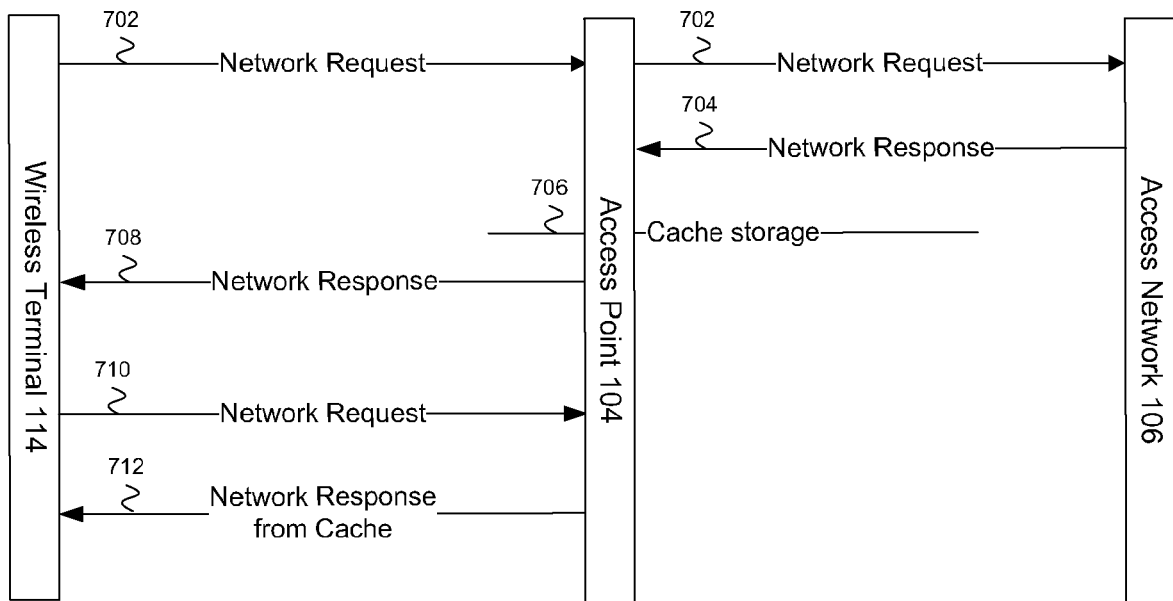 702
Network Request
702
Network Request
704
Network Response
706
Cache storage
708
Network Response
710
Network Request
712
Network Response
from Cache
Wireless Terminal 114
Access Point 104
Access Network 106